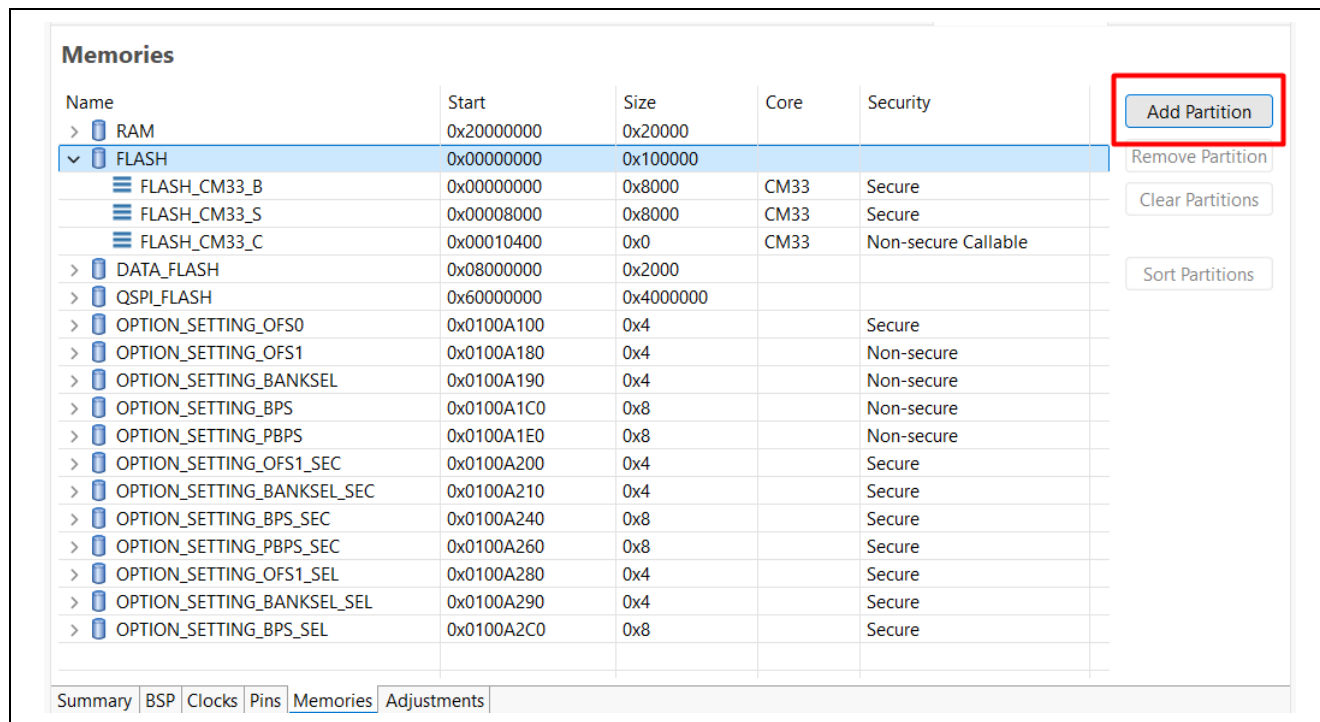 Memories
Name Start Size Core Security
Add Partition
RAM 0x20000000 0x20000
FLASH 0x00000000 0x100000
Remove Partition
FLASH_CM33_B 0x00000000 0x8000 CM33 Secure
Clear Partitions
FLASH_CM33_S 0x00008000 0x8000 CM33 Secure
FLASH_CM33_C 0x00010400 0x0 CM33 Non-secure Callable
DATA_FLASH 0x08000000 0x2000
Sort Partitions
QSPI_FLASH 0x60000000 0x4000000
OPTION_SETTING_OFS0 0x0100A100 0x4 Secure
OPTION_SETTING_OFS1 0x0100A180 0x4 Non-secure
OPTION_SETTING_BANKSEL 0x0100A190 0x4 Non-secure
OPTION_SETTING_BPS 0x0100A1C0 0x8 Non-secure
OPTION_SETTING_PBPS 0x0100A1E0 0x8 Non-secure
OPTION_SETTING_OFS1_SEC 0x0100A200 0x4 Secure
OPTION_SETTING_BANKSEL_SEC 0x0100A210 0x4 Secure
OPTION_SETTING_BPS_SEC 0x0100A240 0x8 Secure
OPTION_SETTING_PBPS_SEC 0x0100A260 0x8 Secure
OPTION_SETTING_OFS1_SEL 0x0100A280 0x4 Secure
OPTION_SETTING_BANKSEL_SEL 0x0100A290 0x4 Secure
OPTION_SETTING_BPS_SEL 0x0100A2C0 0x8 Secure
Summary BSP Clocks Pins Memories Adjustments